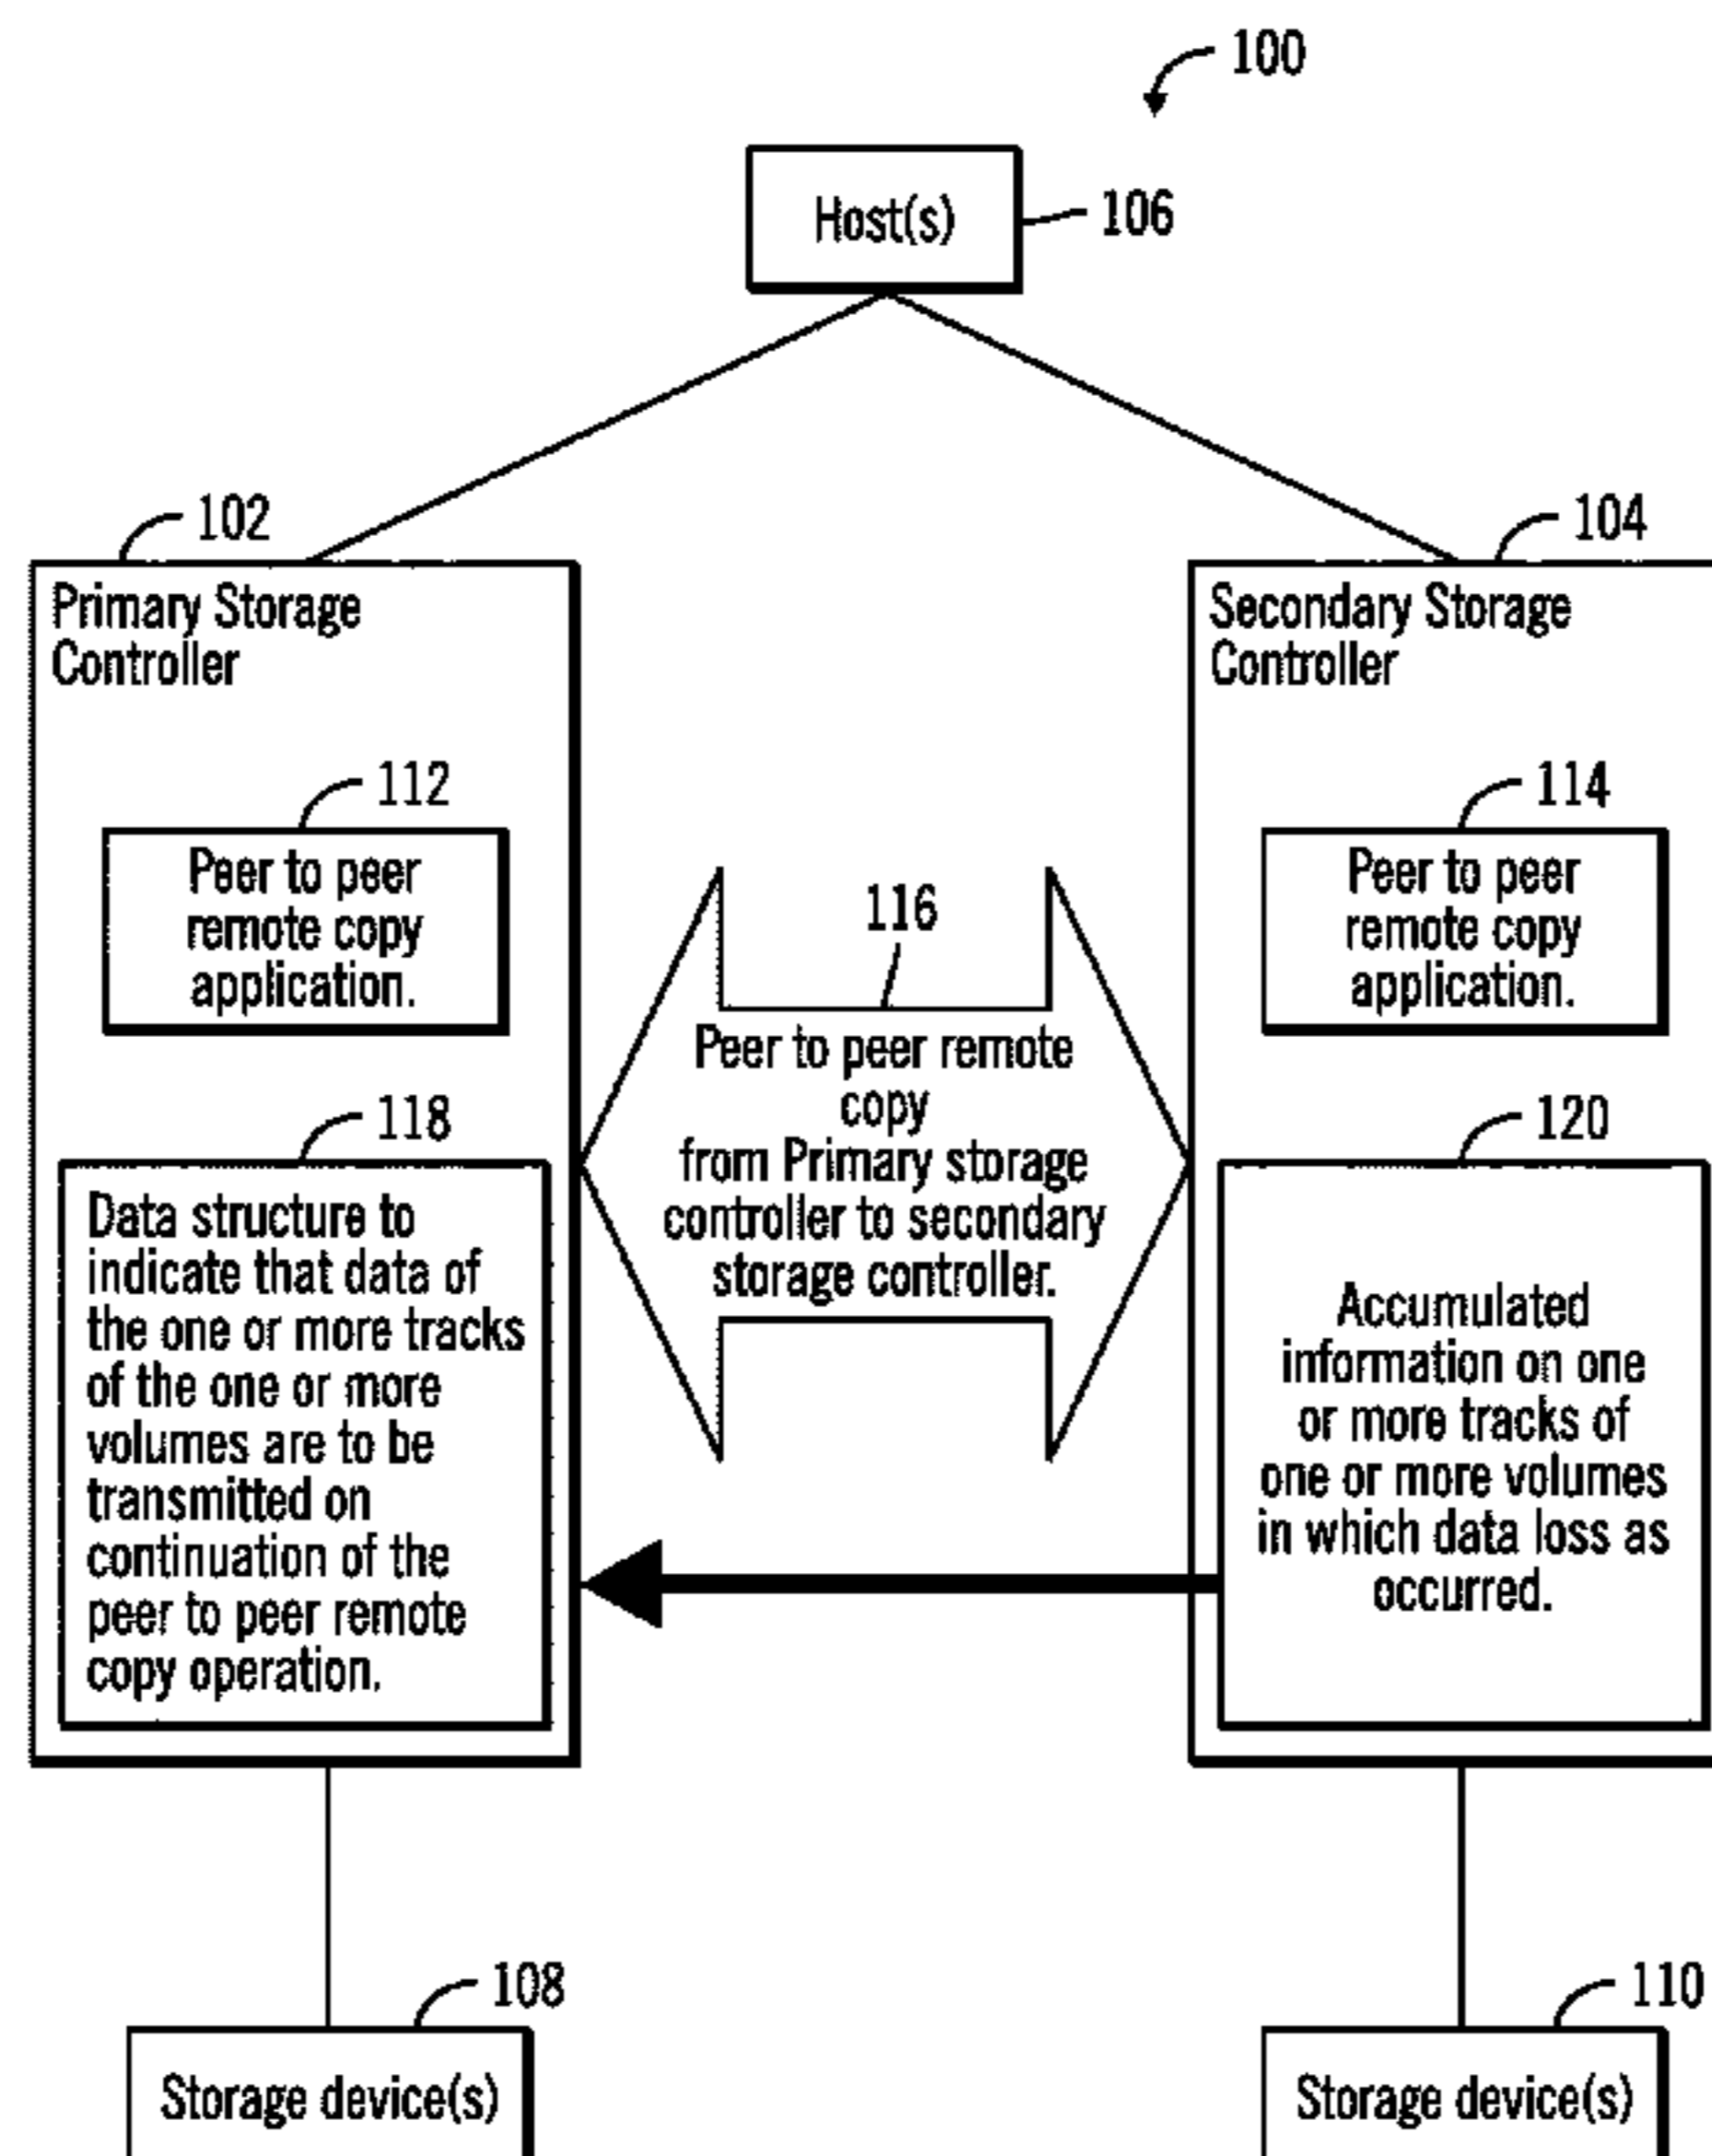 100
Host(s)
106
102
Primary Storage
Controller
112
Peer to peer
remote copy
application.
118
Data structure to
indicate that data of
the one or more tracks
of the one or more
volumes are to be
transmitted on
continuation of the
peer to peer remote
copy operation.
116
Peer to peer remote
copy
from Primary storage
controller to secondary
storage controller.
104
Secondary Storage
Controller
114
Peer to peer
remote copy
application.
120
Accumulated
information on one
or more tracks of
one or more volumes
in which data loss as
occurred.
108
Storage device(s)
110
Storage device(s)